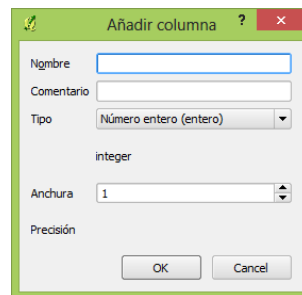 Añadir columna ? ×
Nombre
Comentario
Tipo Número entero (entero)
integer
Anchura 1
Precisión
OK Cancel